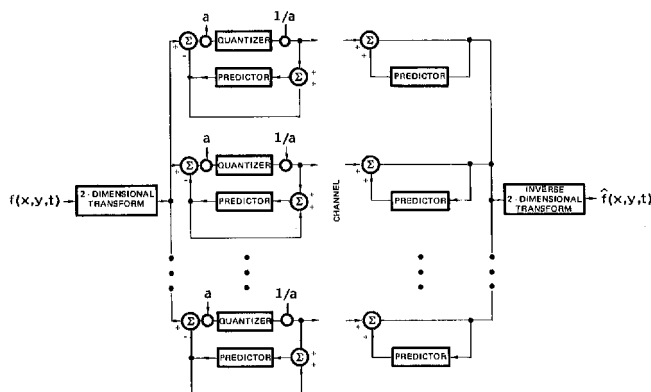 a 1/a
+ Σ QUANTIZER Σ
-
PREDICTOR Σ + + PREDICTOR
a 1/a
+ Σ QUANTIZER Σ
-
f(x,y,t) 2 - DIMENSIONAL TRANSFORM PREDICTOR Σ + + CHANNEL PREDICTOR INVERSE 2-DIMENSIONAL TRANSFORM f̂(x,y,t)
a 1/a
+ Σ QUANTIZER Σ
-
PREDICTOR Σ + + PREDICTOR